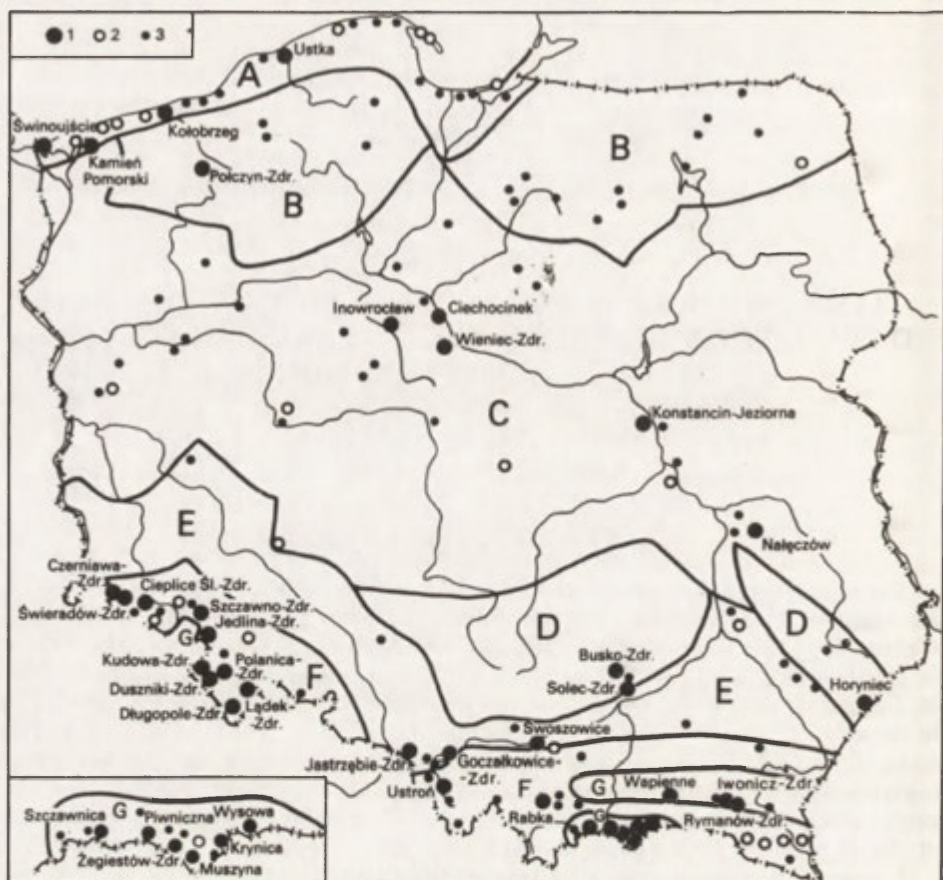 1 2 3
Ustka
A
Świnoujście
Kołobrzeg
Kamień
Pomorski
Połczyn-Zdr.
B
B
Inowrocław
Ciechocinek
Wieniec-Zdr.
C
Konstancin-Jeziorna
E
Nałęczów
Czerniawa-
Zdr.
Cieplice Śl.-Zdr.
Świeradów-Zdr.
Szczawno-Zdr.
Jedlina-Zdr.
G
D
D
Kudowa-Zdr.
Polanica-
-Zdr.
F
Duszniki-Zdr.
Długopole-Zdr.
Lądek-
-Zdr.
Busko-Zdr.
Solec-Zdr.
E
Horyniec
Swoszowice
Jastrzębie-Zdr.
Goczałkowice-
-Zdr.
Ustroń
F
G
Wapienne
Iwonicz-Zdr.
Rabka
G
Rymanów-Zdr.
Szczawnica
G
Piwniczna
Wysowa
Żegiestów-Zdr.
Krynica
Muszyna